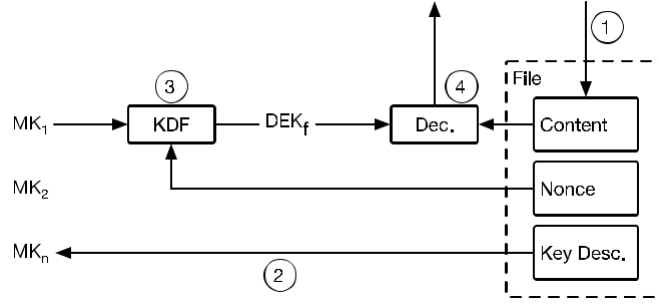 1
File
3
4
MK1
KDF
DEKf
Dec.
Content
MK2
Nonce
MKn
Key Desc.
2